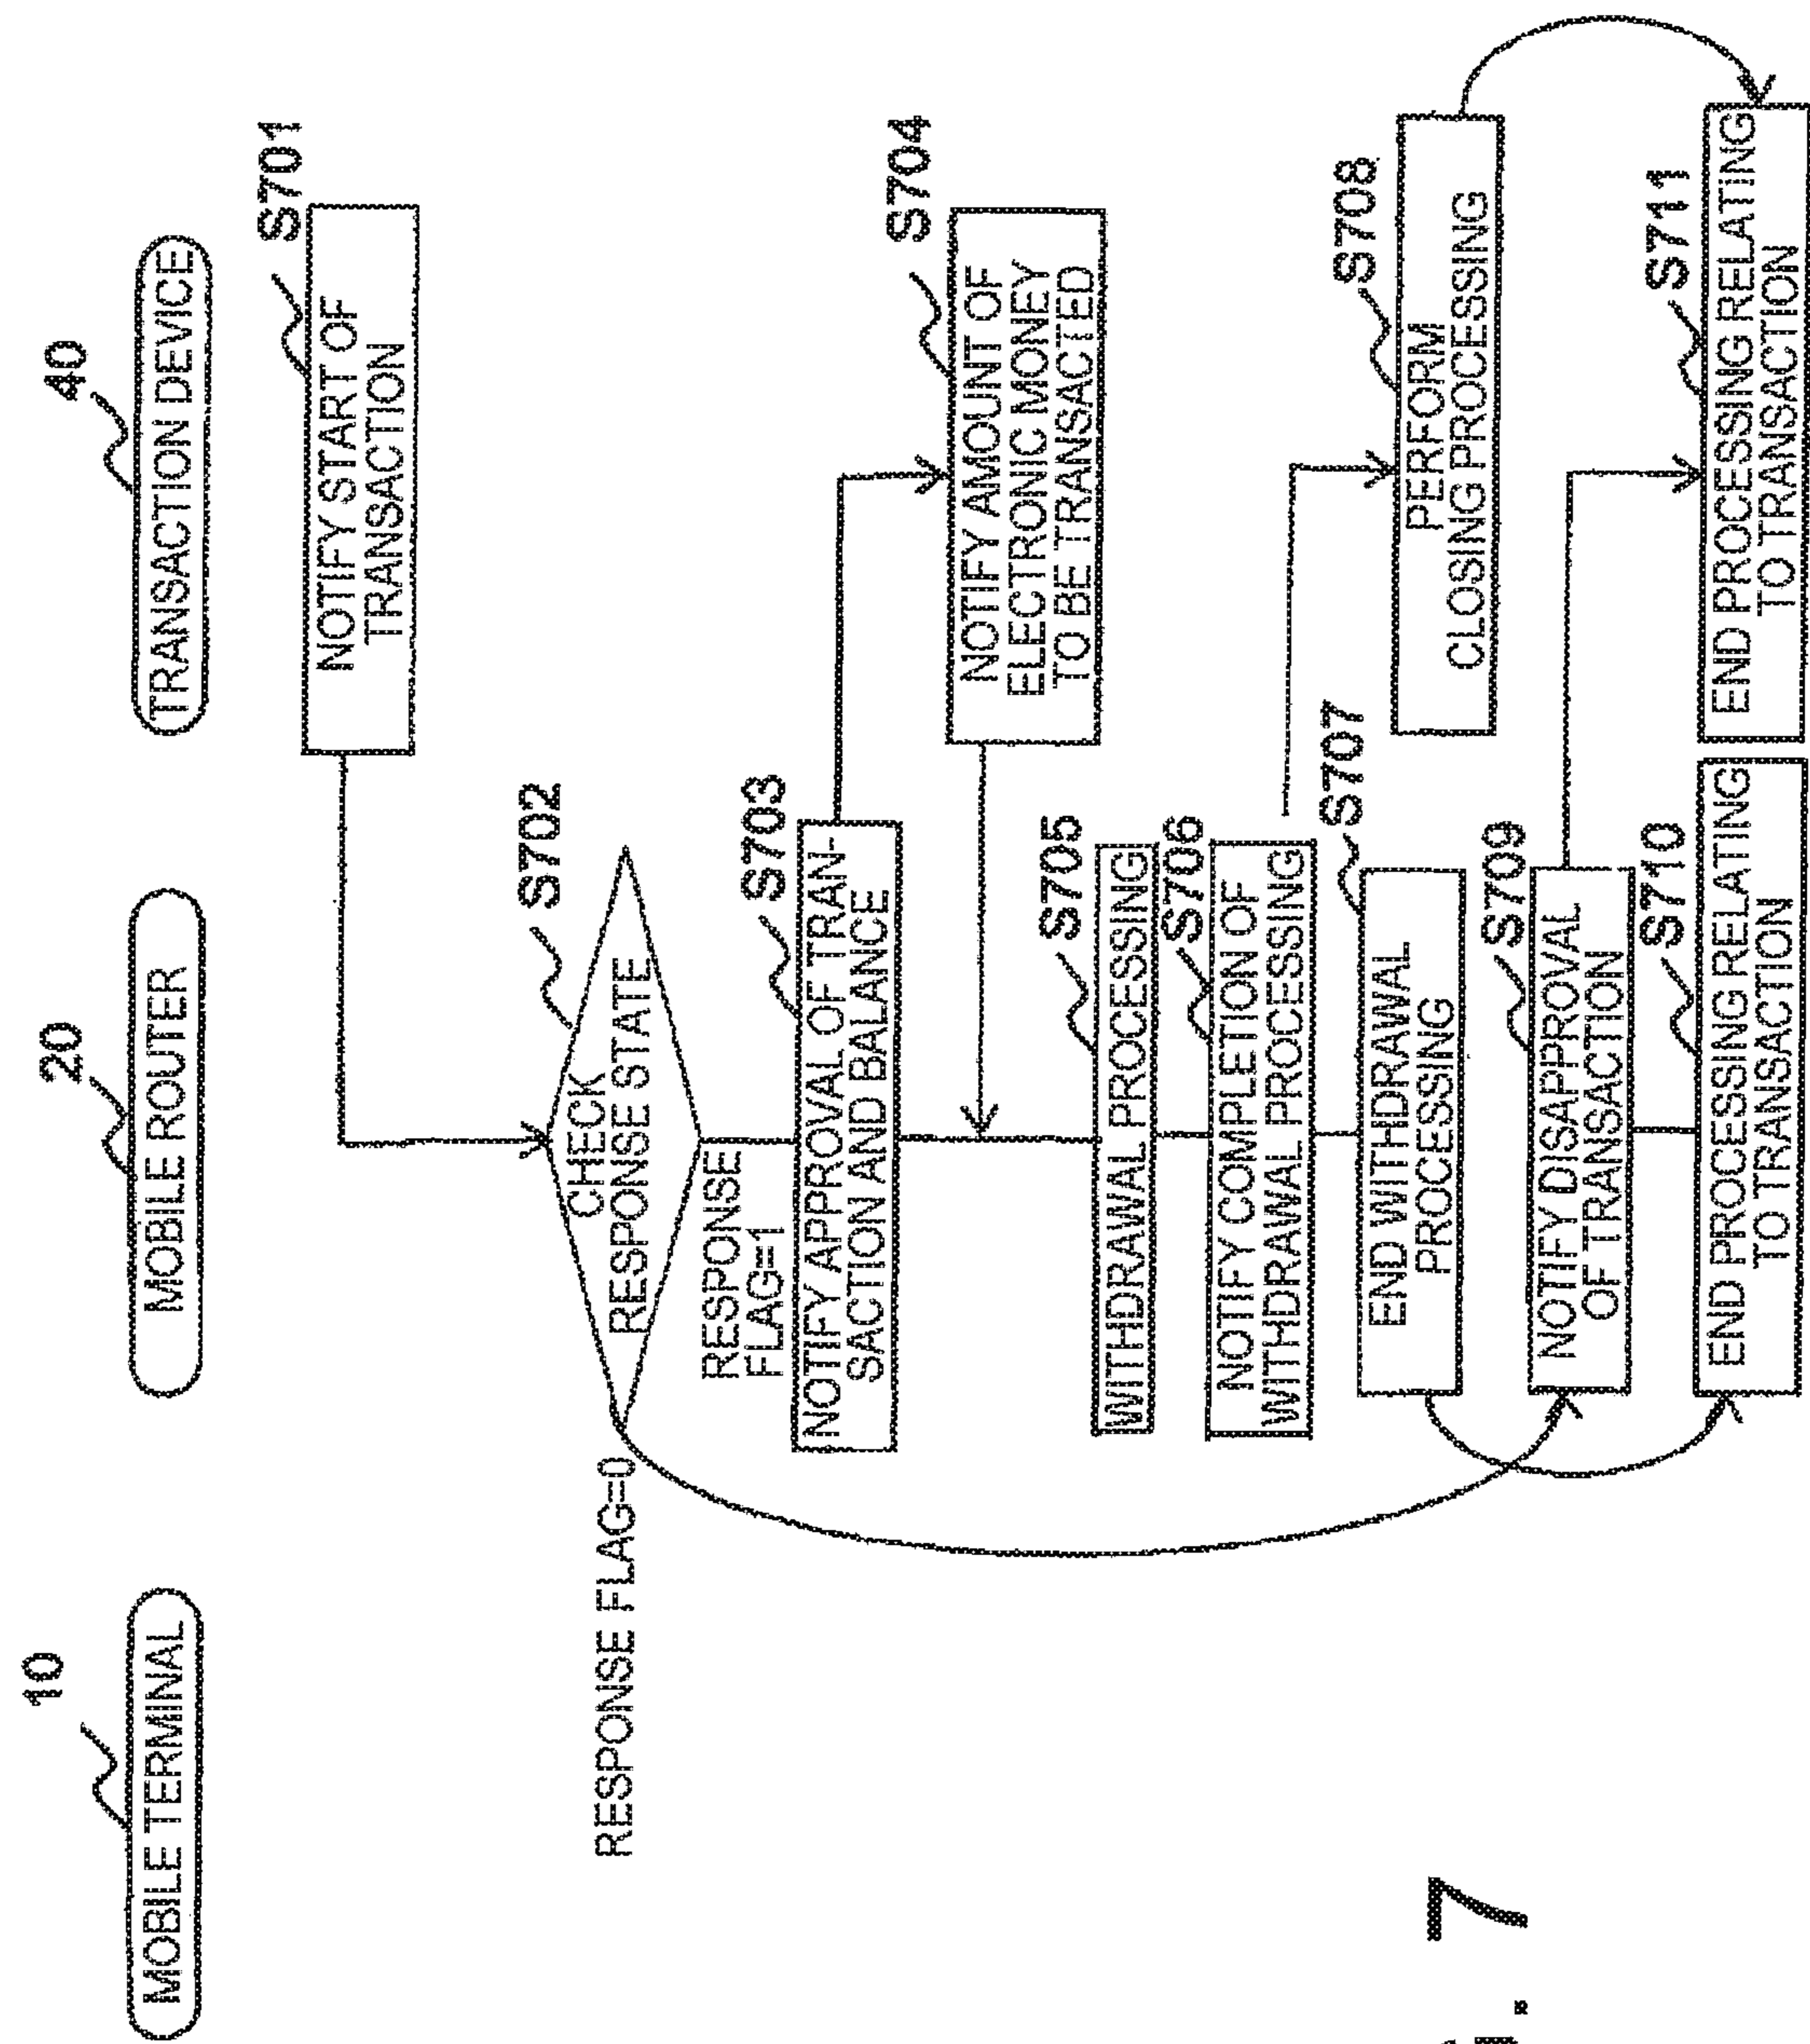 10
MOBILE TERMINAL
20
MOBILE ROUTER
40
TRANSACTION DEVICE
S701
NOTIFY START OF
TRANSACTION
S702
CHECK
RESPONSE STATE
RESPONSE FLAG=0
RESPONSE
FLAG=1
S703
NOTIFY APPROVAL OF TRAN-
SACTION AND BALANCE
S704
NOTIFY AMOUNT OF
ELECTRONIC MONEY
TO BE TRANSACTED
S705
WITHDRAWAL PROCESSING
S706
NOTIFY COMPLETION OF
WITHDRAWAL PROCESSING
S707
END WITHDRAWAL
PROCESSING
S708
PERFORM
CLOSING PROCESSING
S709
NOTIFY DISAPPROVAL
OF TRANSACTION
S710
END PROCESSING RELATING
TO TRANSACTION
S711
END PROCESSING RELATING
TO TRANSACTION
7